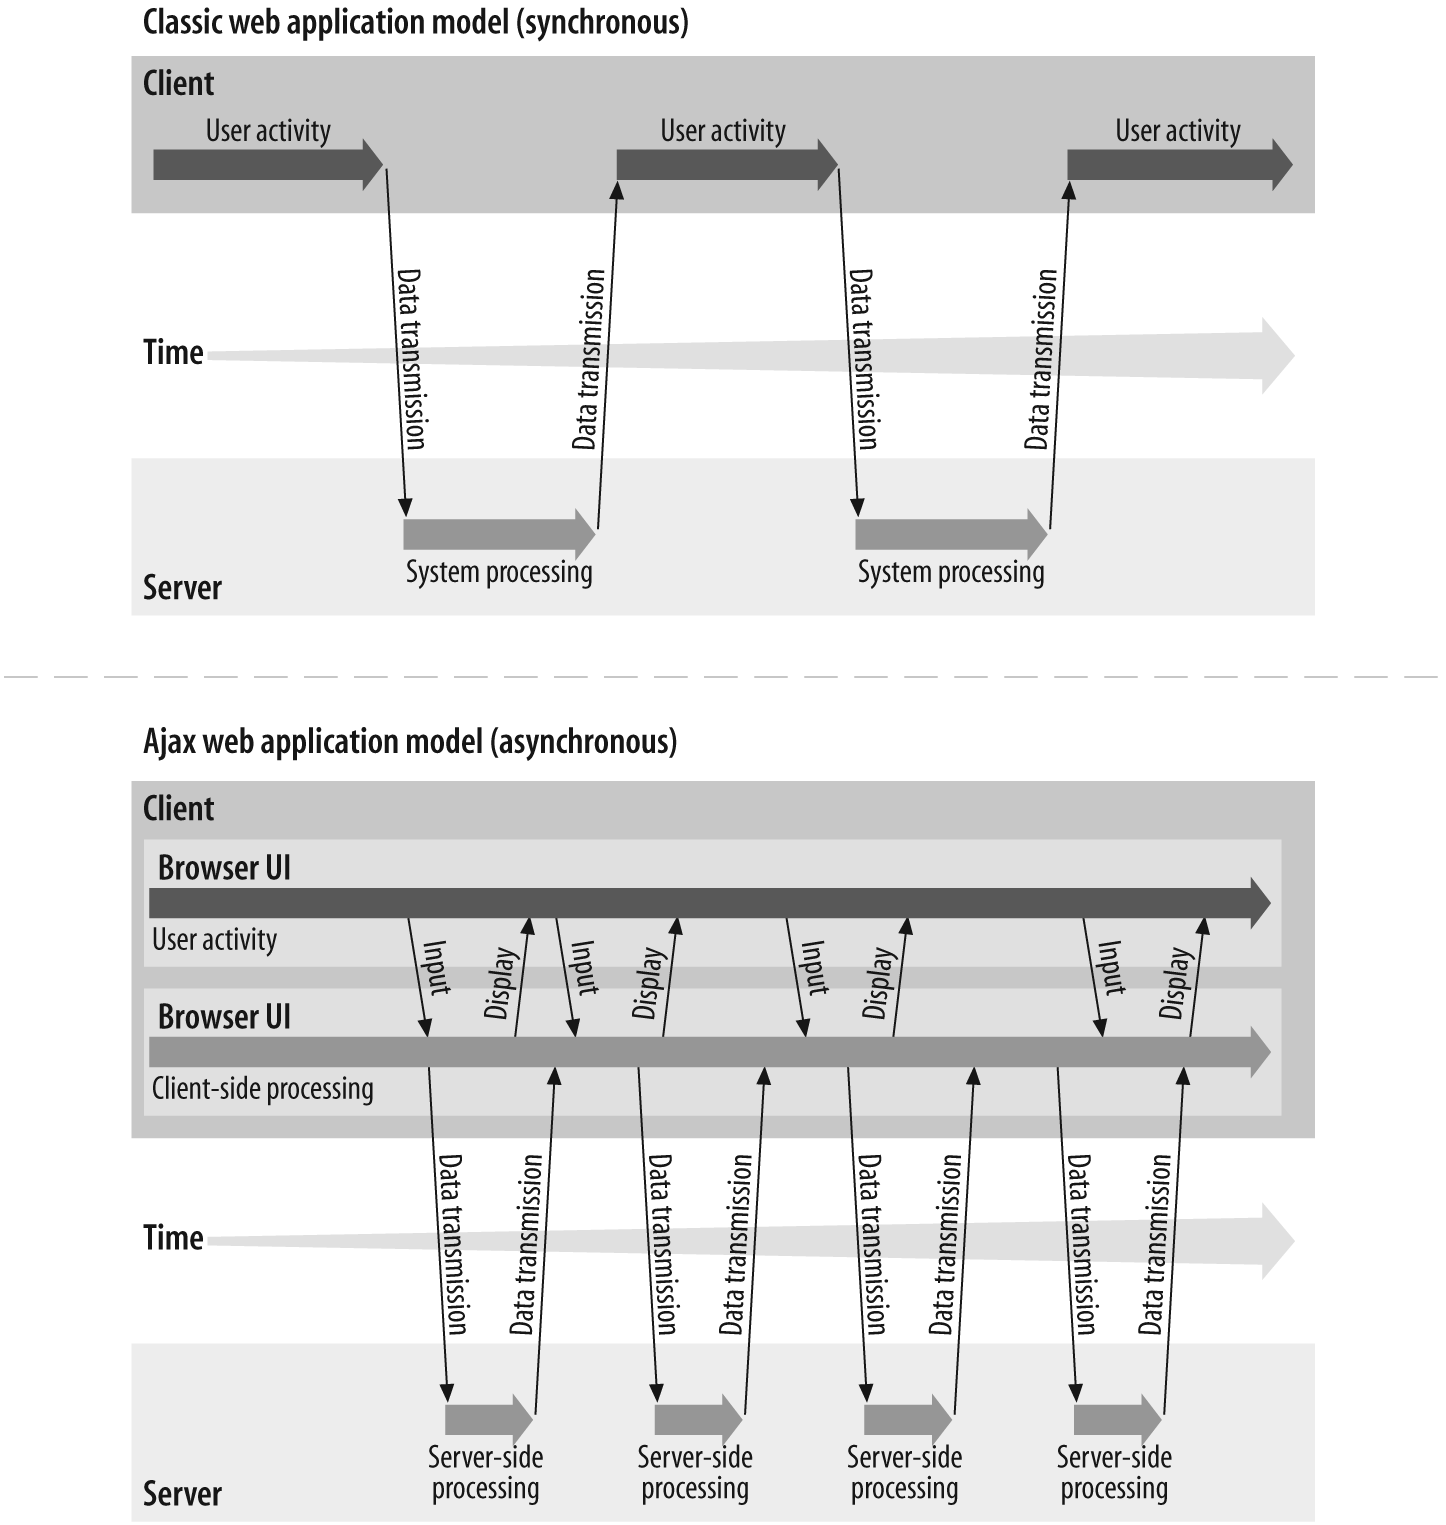 Classic web application model (synchronous)
Client
User activity
User activity
User activity
Data transmission
Data transmission
Data transmission
Data transmission
Time
System processing
System processing
Server
Ajax web application model (asynchronous)
Client
Browser UI
User activity
Input
Display
Input
Display
Input
Display
Input
Display
Browser UI
Client-side processing
Data transmission
Data transmission
Data transmission
Data transmission
Data transmission
Data transmission
Data transmission
Data transmission
Time
Server-side
processing
Server-side
processing
Server-side
processing
Server-side
processing
Server